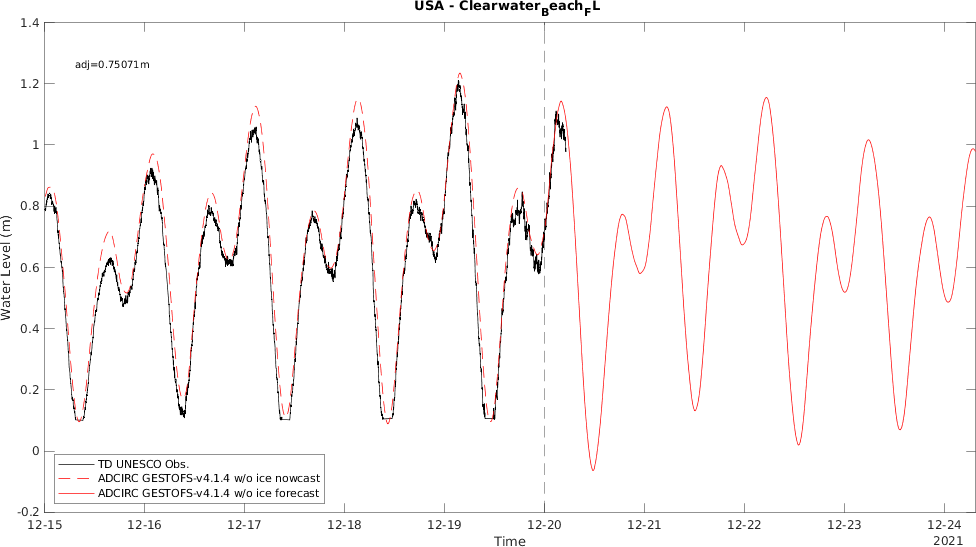 USA - Clearwater_Beach_FL
1.4
adj=0.75071m
1.2
1
0.8
0.6
0.4
0.2
0
-0.2
Water Level (m)
TD UNESCO Obs.
ADCIRC GESTOFS-v4.1.4 w/o ice nowcast
ADCIRC GESTOFS-v4.1.4 w/o ice forecast
12-15 12-16 12-17 12-18 12-19 12-20 12-21 12-22 12-23 12-24
Time
2021